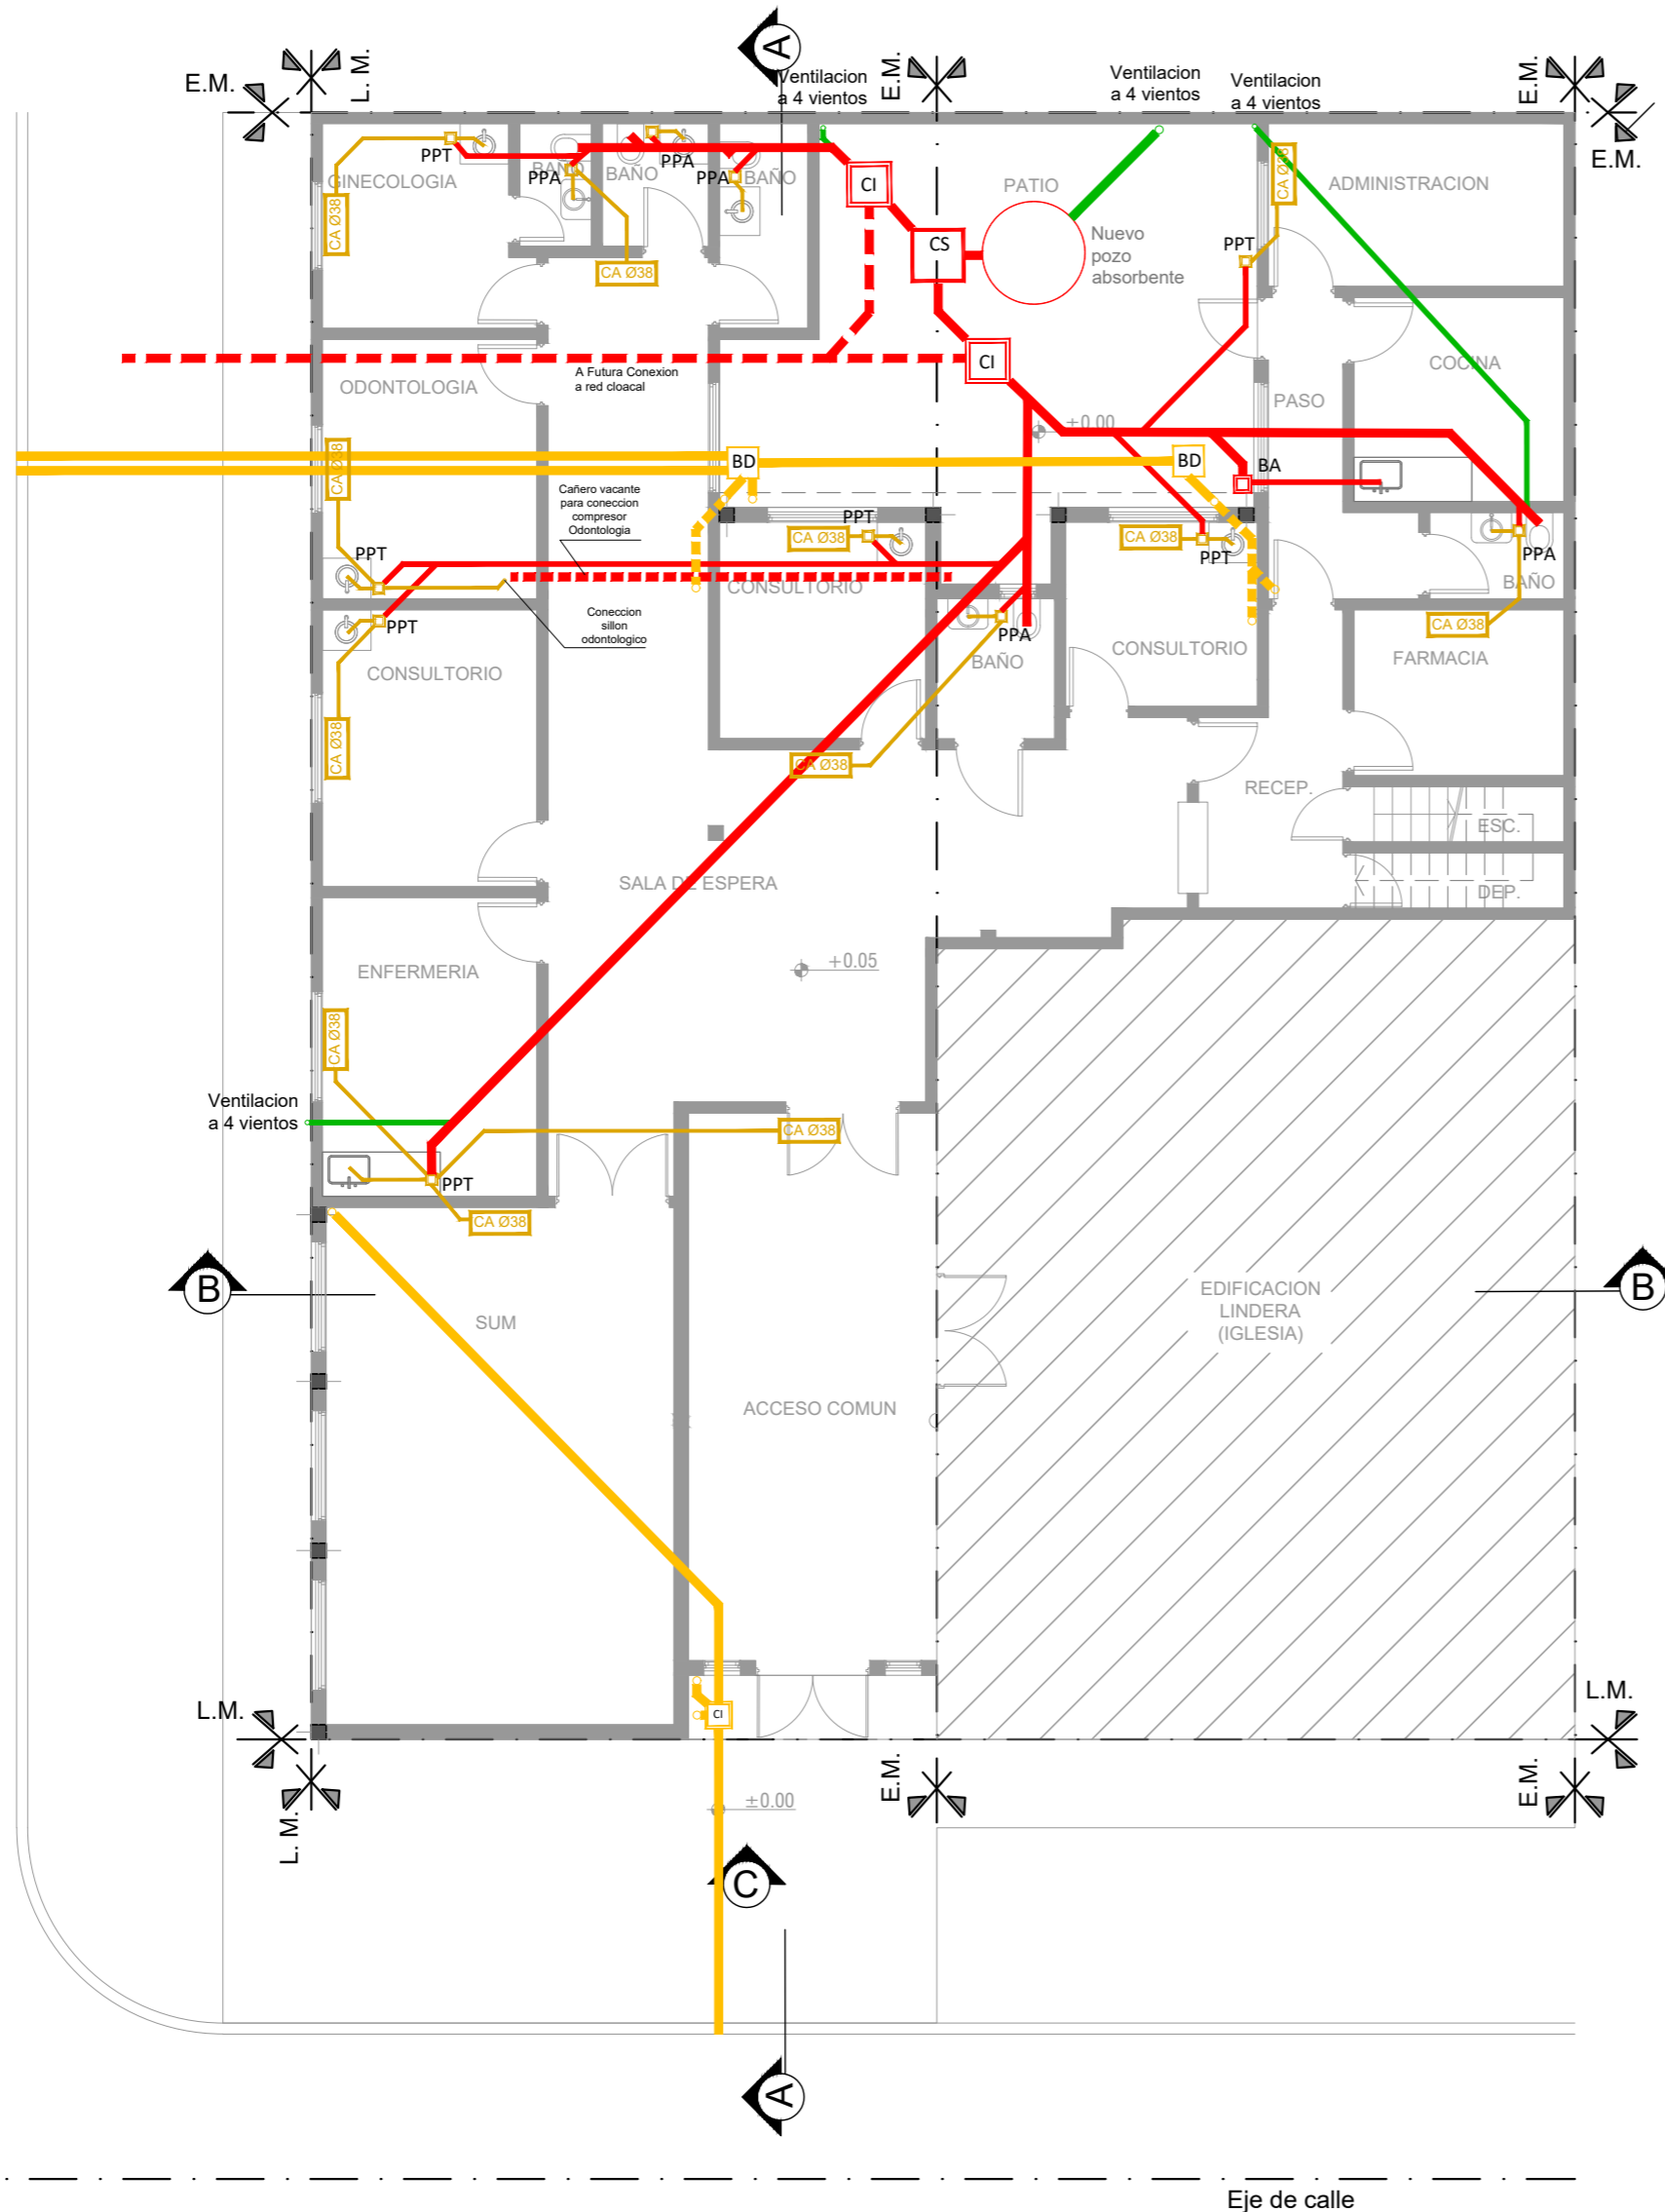 A
E.M.
L. M.
Ventilacion
a 4 vientos
E.M.
Ventilacion
a 4 vientos
Ventilacion
a 4 vientos
E.M.
E.M.
PPT
GINECOLOGIA
CA Ø38
BAÑO
PPA
BAÑO
PPA
PPA
BAÑO
CA Ø38
CI
CS
PATIO
Nuevo
pozo
absorbente
CA Ø38
PPT
ADMINISTRACION
CI
COCINA
PASO
ODONTOLOGIA
A Futura Conexion
a red cloacal
±0.00
CA Ø38
BD
BD
BA
Cañero vacante
para coneccion
compresor
Odontologia
PPT
CA Ø38
PPT
CA Ø38
PPT
PPA
BAÑO
CONSULTORIO
Coneccion
sillon
odontologico
PPT
PPA
BAÑO
CONSULTORIO
CA Ø38
FARMACIA
CONSULTORIO
CA Ø38
CA Ø38
RECEP.
ESC.
DEP.
SALA DE ESPERA
+0.05
ENFERMERIA
CA Ø38
Ventilacion
a 4 vientos
CA Ø38
PPT
CA Ø38
B
B
EDIFICACION
LINDERA
(IGLESIA)
SUM
ACCESO COMUN
CI
L.M.
L.M.
L. M.
E.M.
E.M.
±0.00
C
A
Eje de calle